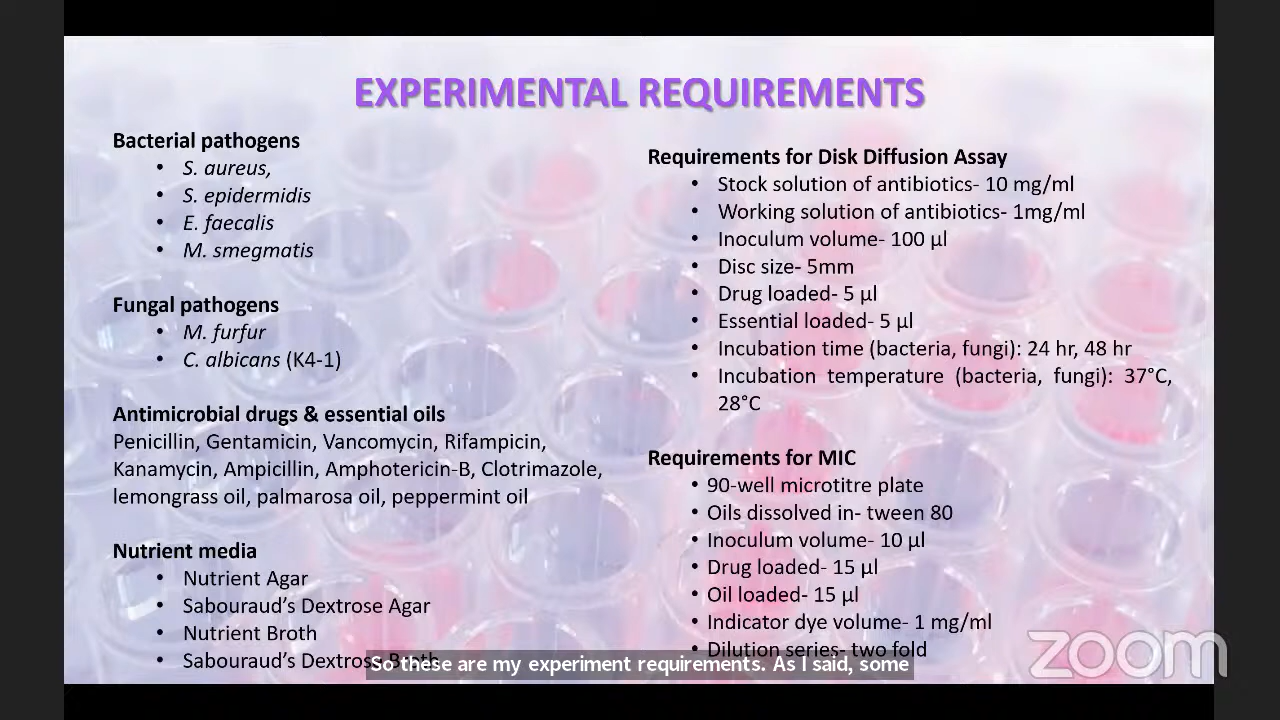 EXPERIMENTAL REQUIREMENTS
Bacterial pathogens
• S. aureus,
• S. epidermidis
• E. faecalis
• M. smegmatis
Fungal pathogens
• M. furfur
• C. albicans (K4-1)
Antimicrobial drugs & essential oils
Penicillin, Gentamicin, Vancomycin, Rifampicin,
Kanamycin, Ampicillin, Amphotericin-B, Clotrimazole,
lemongrass oil, palmarosa oil, peppermint oil
Nutrient media
• Nutrient Agar
• Sabouraud’s Dextrose Agar
• Nutrient Broth
• Sabouraud’s Dextrose Broth
Requirements for Disk Diffusion Assay
• Stock solution of antibiotics- 10 mg/ml
• Working solution of antibiotics- 1mg/ml
• Inoculum volume- 100 µl
• Disc size- 5mm
• Drug loaded- 5 µl
• Essential loaded- 5 µl
• Incubation time (bacteria, fungi): 24 hr, 48 hr
• Incubation temperature (bacteria, fungi): 37°C,
28°C
Requirements for MIC
• 90-well microtitre plate
• Oils dissolved in- tween 80
• Inoculum volume- 10 µl
• Drug loaded- 15 µl
• Oil loaded- 15 µl
• Indicator dye volume- 1 mg/ml
• Dilution series- two fold
So these are my experiment requirements. As I said, some
zoom